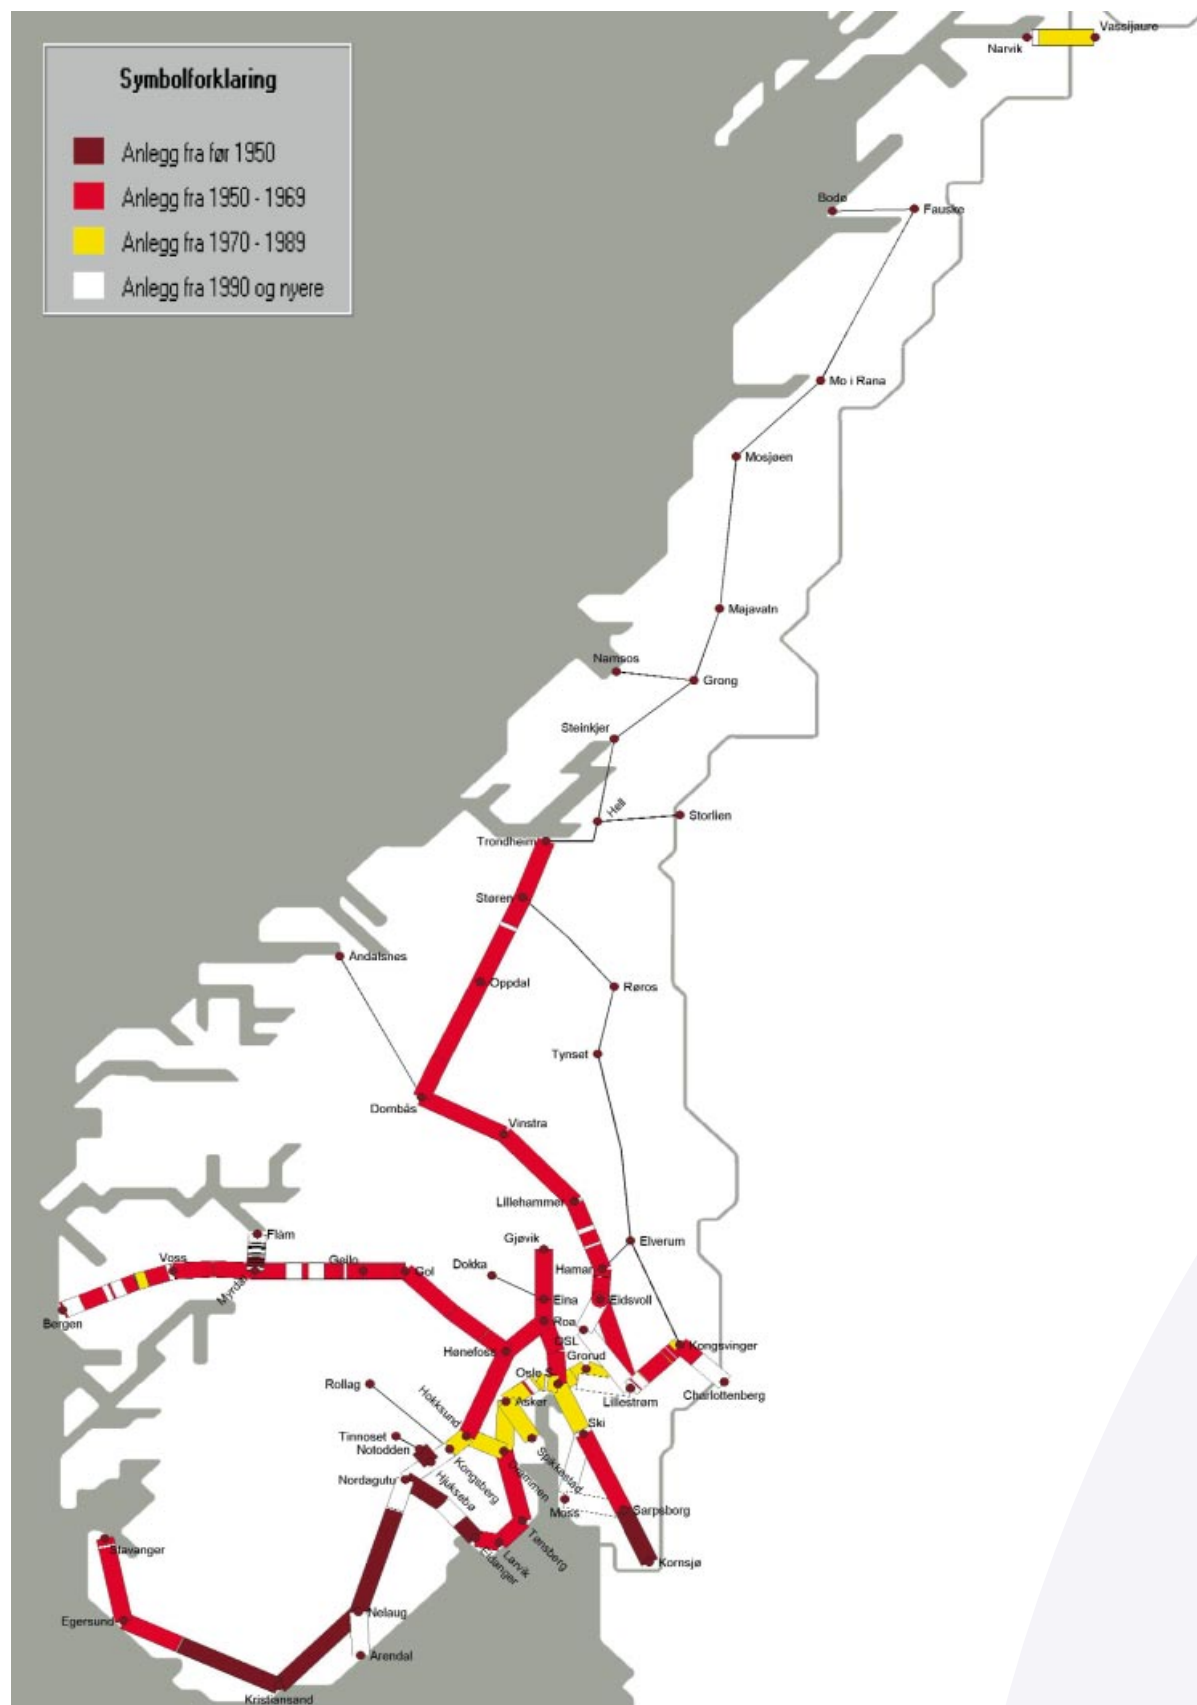 Symbolforklaring
Anlegg fra før 1950
Anlegg fra 1950 - 1969
Anlegg fra 1970 - 1989
Anlegg fra 1990 og nyere
Vassijaure
Narvik
Bodø
Fauske
Mo i Rana
Mosjøen
Majavatn
Namsos
Grong
Steinkjer
Hell
Storlien
Trondheim
Støren
Åndalsnes
Oppdal
Røros
Tynset
Dombås
Vinstra
Lillehammer
Flåm
Gjøvik
Elverum
Voss
Geilo
Gol
Dokka
Hamar
Myrdal
Eina
Eidsvoll
Bergen
Roa
OSL
Kongsvinger
Hønefoss
Grorud
Oslo S
Rollag
Lillestrøm
Charlottenberg
Asker
Hokksund
Ski
Tinnoset
Notodden
Kongsberg
Drammen
Spikkestad
Nordagutu
Hjuksebø
Moss
Sarpsborg
Stavanger
Eidanger
Larvik
Tønsberg
Kornsjø
Egersund
Nelaug
Arendal
Kristiansand